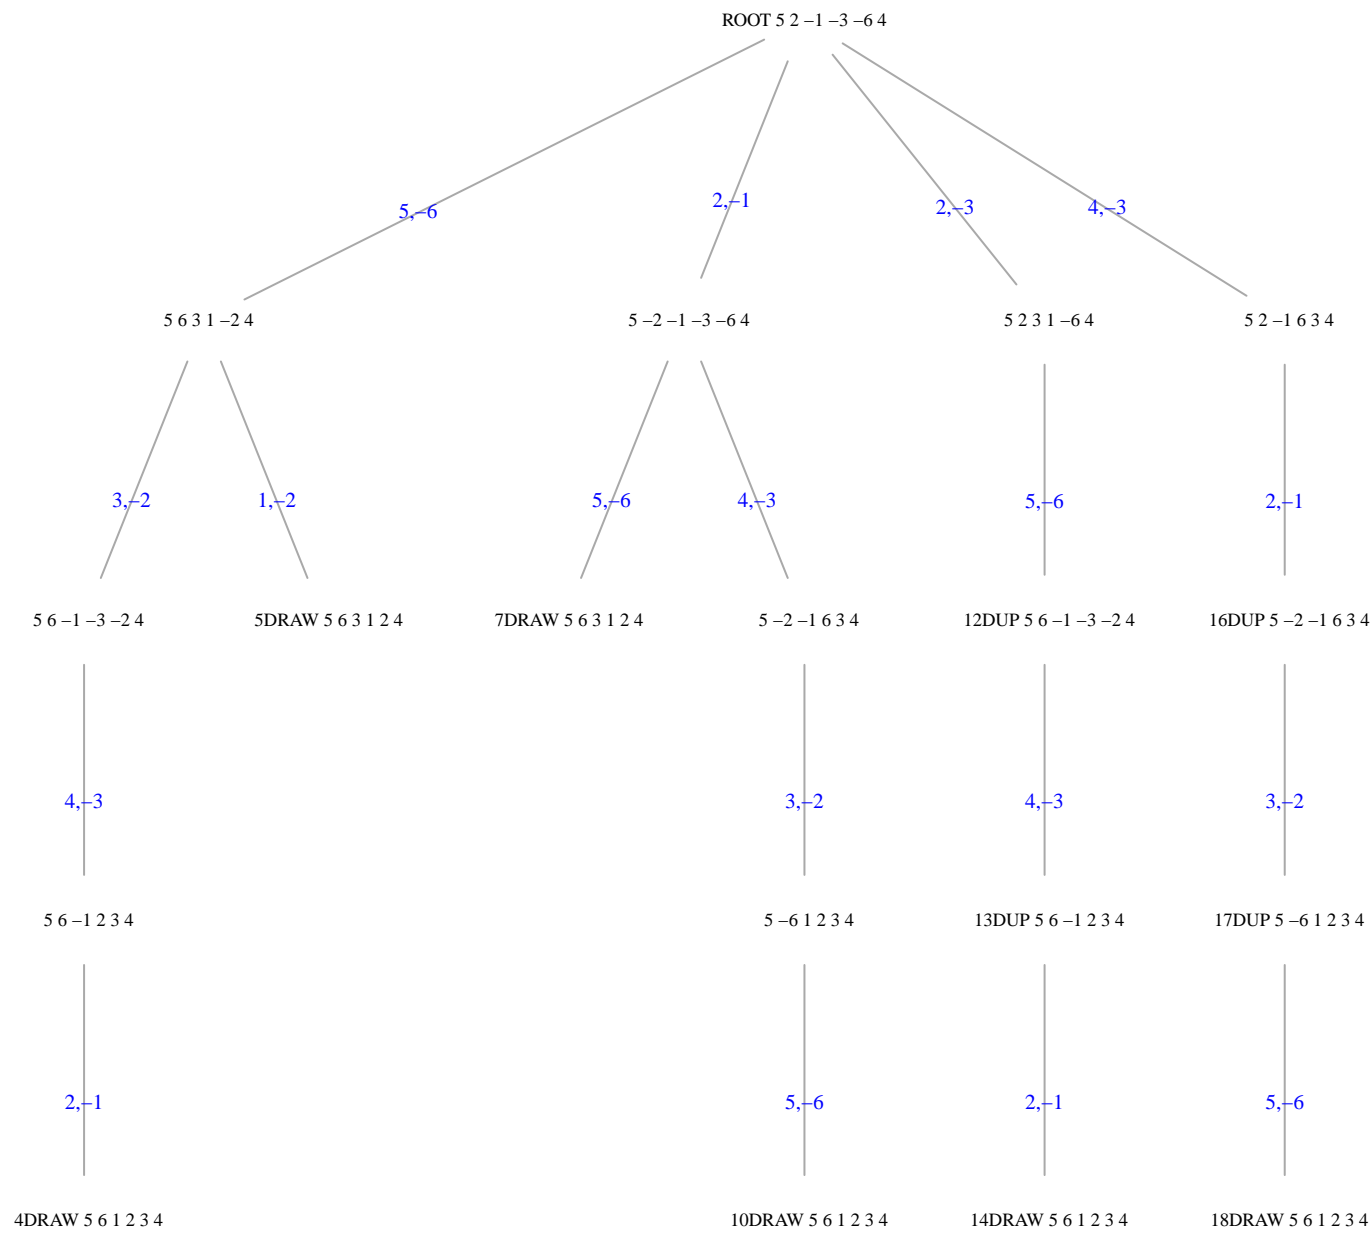 ROOT 5 2 –1 –3 –6 4
5,–6
2,–1
2,–3
4,–3
5 6 3 1 –2 4
5 –2 –1 –3 –6 4
5 2 3 1 –6 4
5 2 –1 6 3 4
3,–2
1,–2
5,–6
4,–3
5,–6
2,–1
5 6 –1 –3 –2 4
5DRAW 5 6 3 1 2 4
7DRAW 5 6 3 1 2 4
5 –2 –1 6 3 4
12DUP 5 6 –1 –3 –2 4
16DUP 5 –2 –1 6 3 4
4,–3
3,–2
4,–3
3,–2
5 6 –1 2 3 4
5 –6 1 2 3 4
13DUP 5 6 –1 2 3 4
17DUP 5 –6 1 2 3 4
2,–1
5,–6
2,–1
5,–6
4DRAW 5 6 1 2 3 4
10DRAW 5 6 1 2 3 4
14DRAW 5 6 1 2 3 4
18DRAW 5 6 1 2 3 4